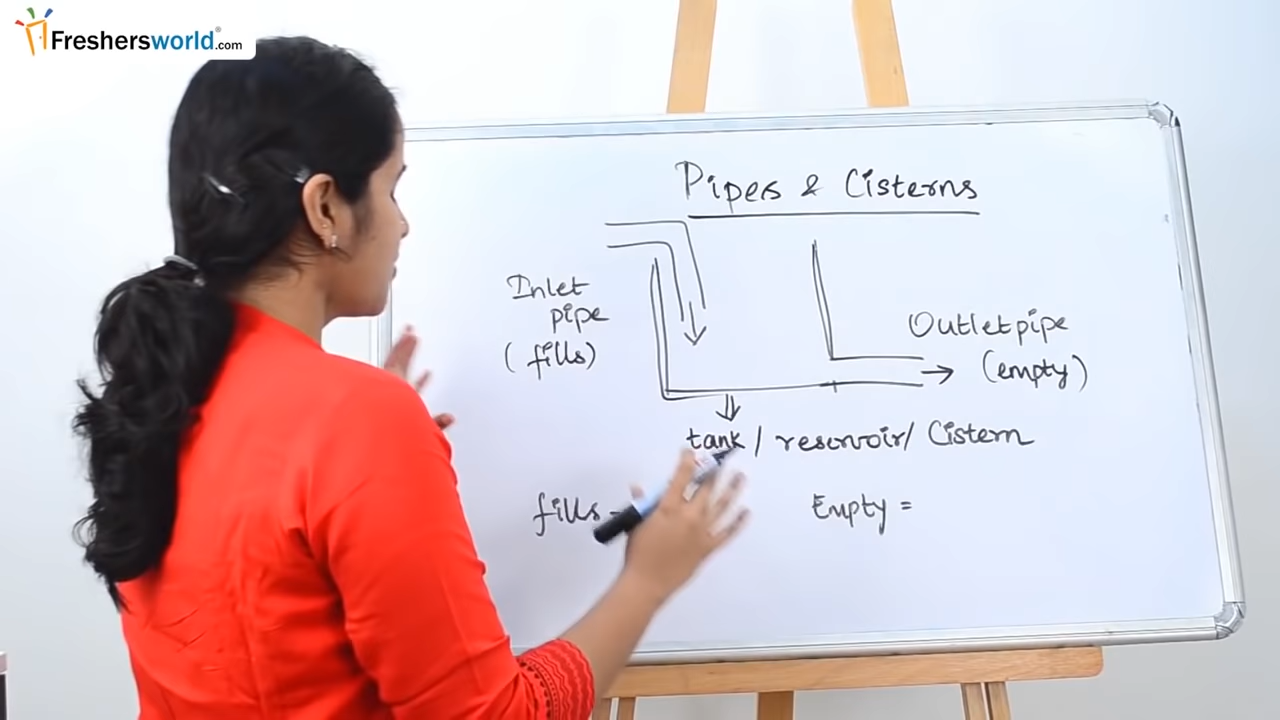 Freshersworld.com
Pipes & Cisterns
Inlet
pipe
(fills)
Outlet pipe
(empty)
tank/ reservoir/ Cistern
fills -
Empty =